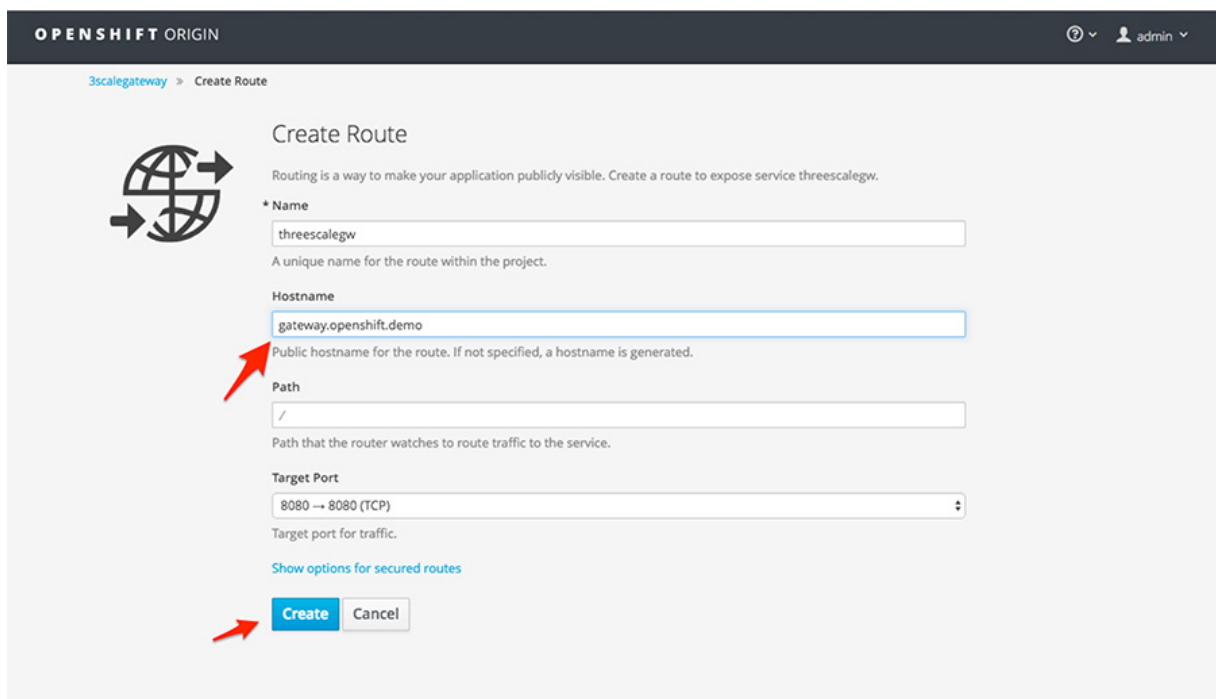 OPENSHIFT ORIGIN
admin
3scalegateway » Create Route
Create Route
Routing is a way to make your application publicly visible. Create a route to expose service threescalegw.
* Name
threescalegw
A unique name for the route within the project.
Hostname
gateway.openshift.demo
Public hostname for the route. If not specified, a hostname is generated.
Path
/
Path that the router watches to route traffic to the service.
Target Port
8080 → 8080 (TCP)
Target port for traffic.
Show options for secured routes
Create Cancel